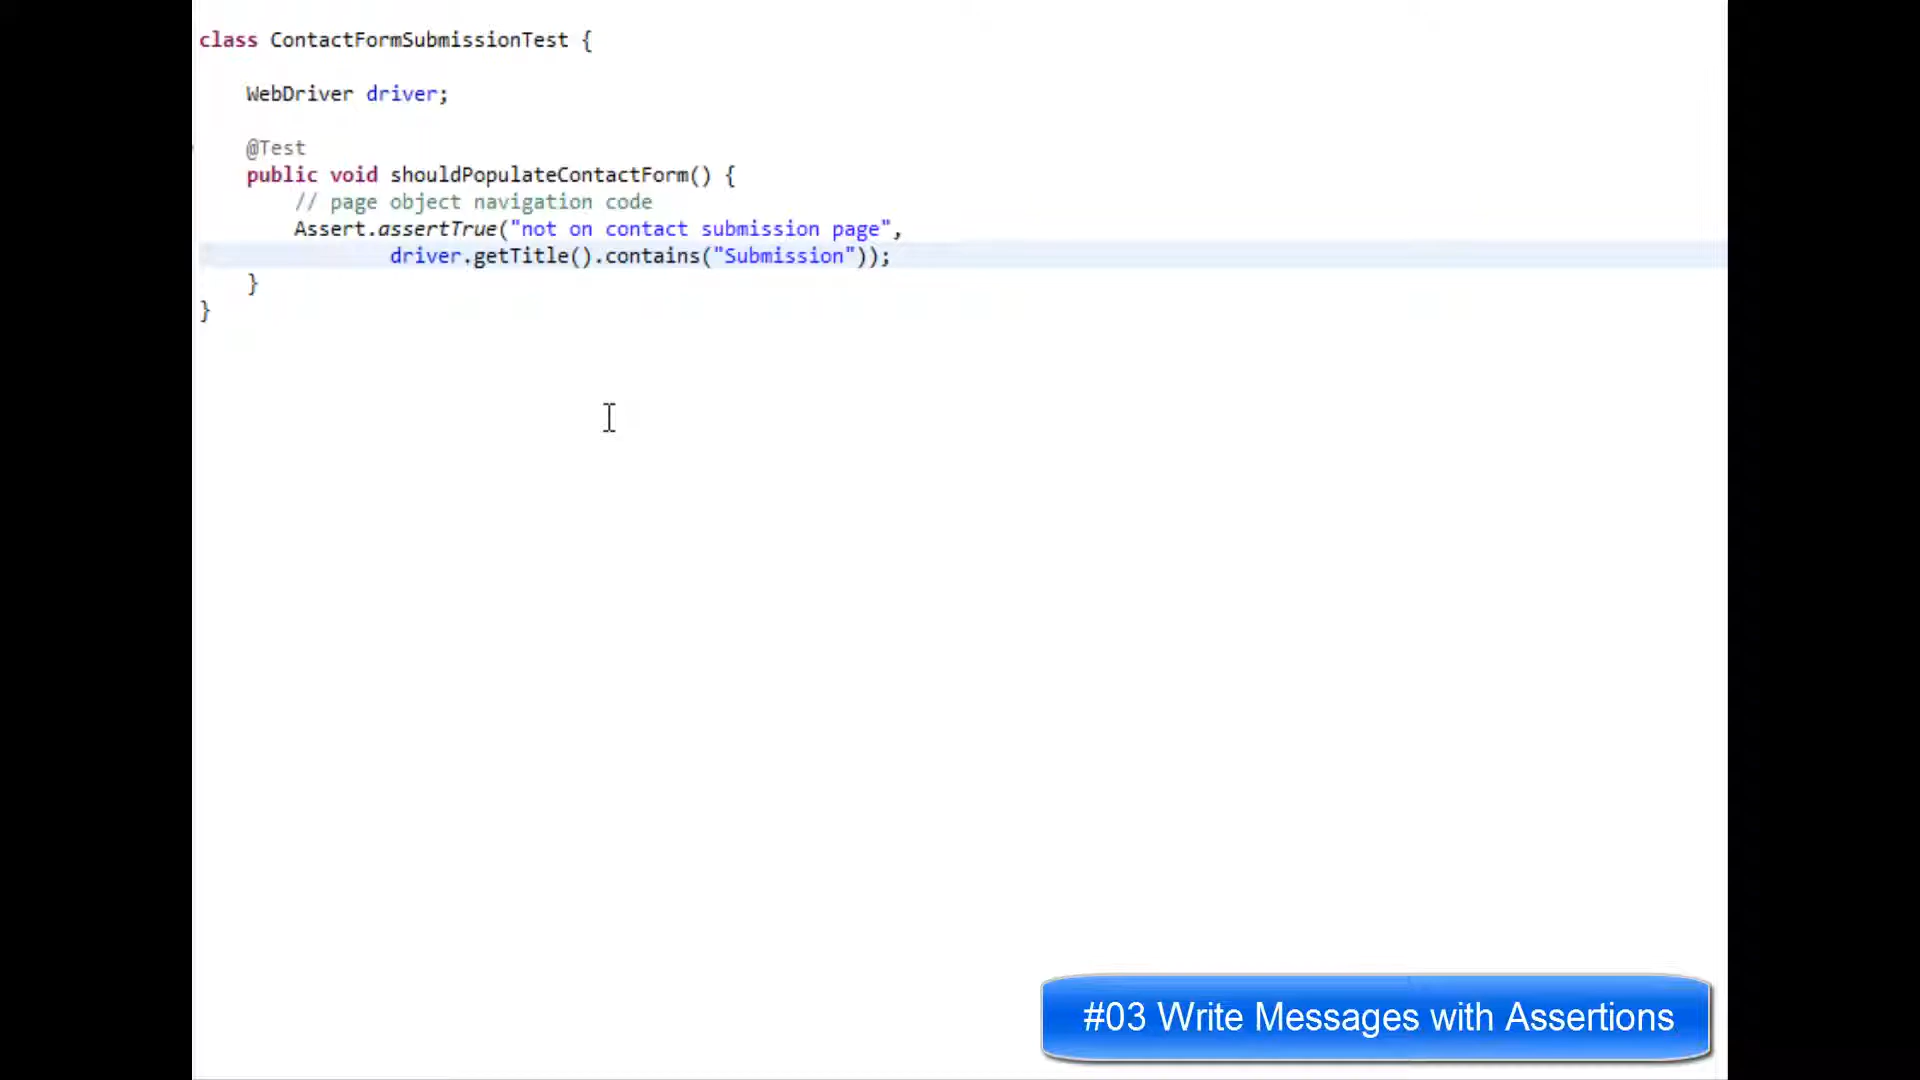 class ContactFormSubmissionTest {
WebDriver driver;
@Test
public void shouldPopulateContactForm() {
// page object navigation code
Assert.assertTrue("not on contact submission page",
driver.getTitle().contains("Submission"));
}
}
#03 Write Messages with Assertions